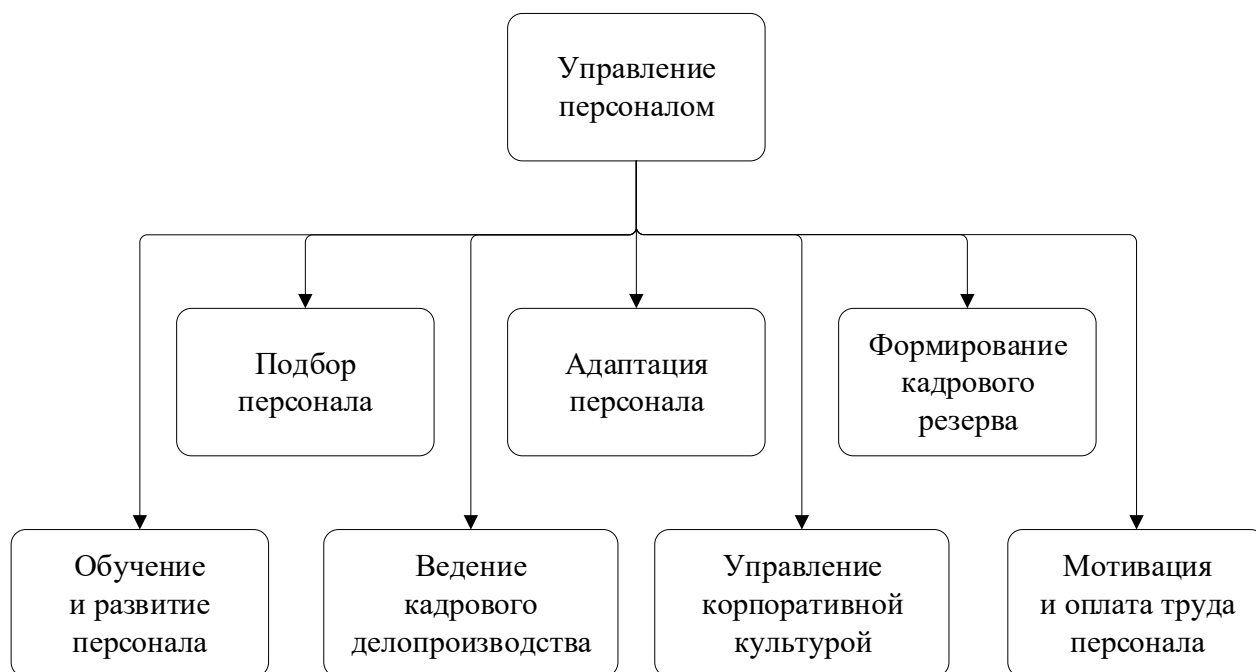 Управление
персоналом
Подбор
персонала
Адаптация
персонала
Формирование
кадрового
резерва
Обучение
и развитие
персонала
Ведение
кадрового
делопроизводства
Управление
корпоративной
культурой
Мотивация
и оплата труда
персонала